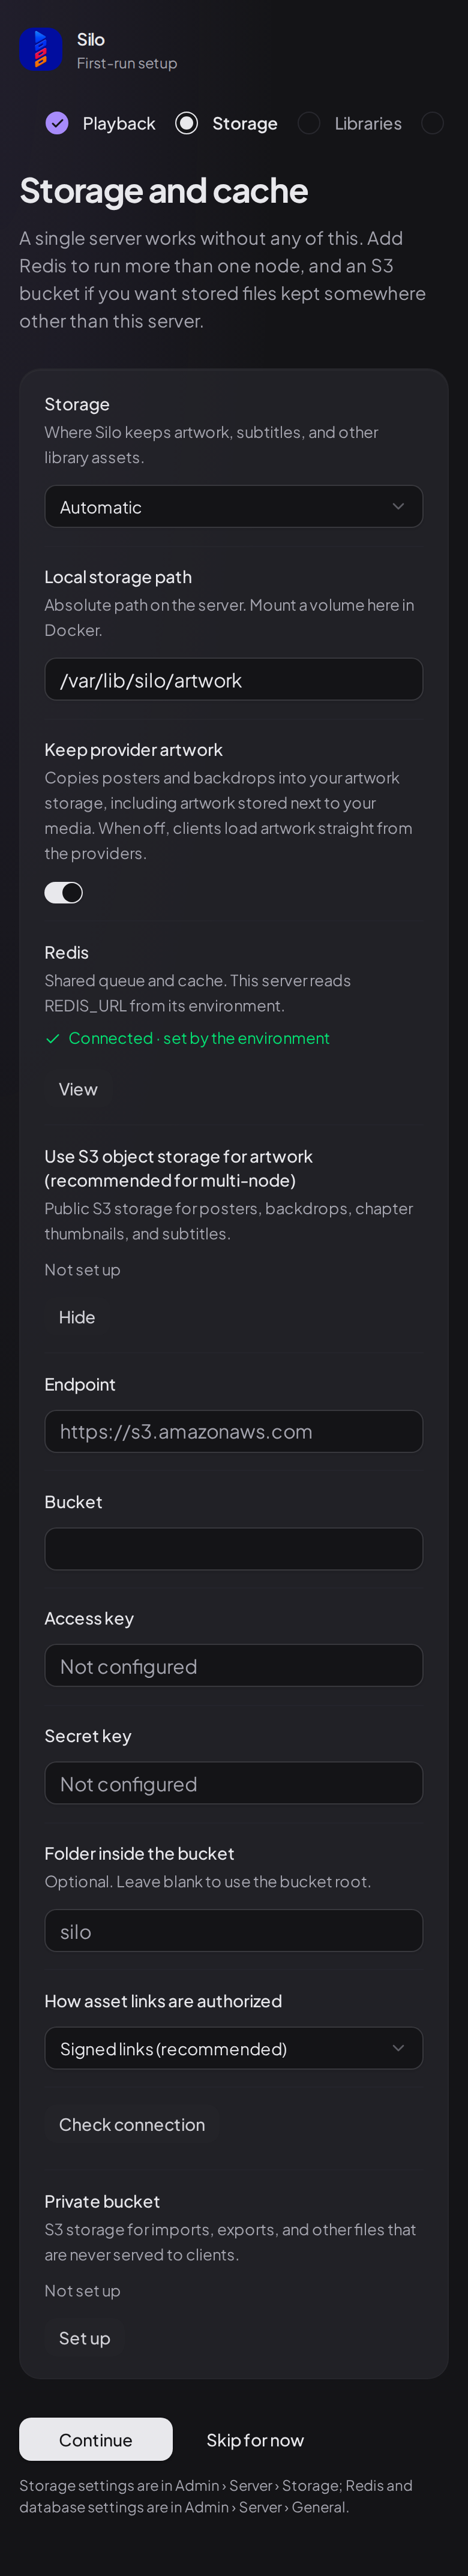 Silo
First-run setup
Playback Storage Libraries
Storage and cache
A single server works without any of this. Add
Redis to run more than one node, and an S3
bucket if you want stored files kept somewhere
other than this server.
Storage
Where Silo keeps artwork, subtitles, and other
library assets.
Automatic
Local storage path
Absolute path on the server. Mount a volume here in
Docker.
/var/lib/silo/artwork
Keep provider artwork
Copies posters and backdrops into your artwork
storage, including artwork stored next to your
media. When off, clients load artwork straight from
the providers.
Redis
Shared queue and cache. This server reads
REDIS_URL from its environment.
Connected · set by the environment
View
Use S3 object storage for artwork
(recommended for multi-node)
Public S3 storage for posters, backdrops, chapter
thumbnails, and subtitles.
Not set up
Hide
Endpoint
https://s3.amazonaws.com
Bucket
Access key
Not configured
Secret key
Not configured
Folder inside the bucket
Optional. Leave blank to use the bucket root.
silo
How asset links are authorized
Signed links (recommended)
Check connection
Private bucket
S3 storage for imports, exports, and other files that
are never served to clients.
Not set up
Set up
Continue Skip for now
Storage settings are in Admin › Server › Storage; Redis and
database settings are in Admin › Server › General.